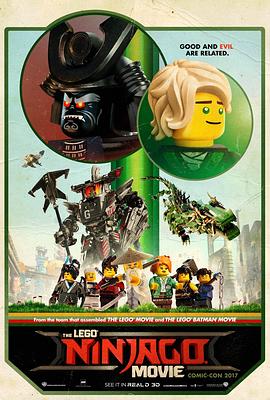 GOOD AND EVIL
ARE RELATED.
From the team that assembled THE LEGO MOVIE and THE LEGO BATMAN MOVIE
THE LEGO
NINJAGO
MOVIE
COMIC-CON 2017
SEE IT IN REAL D 3D